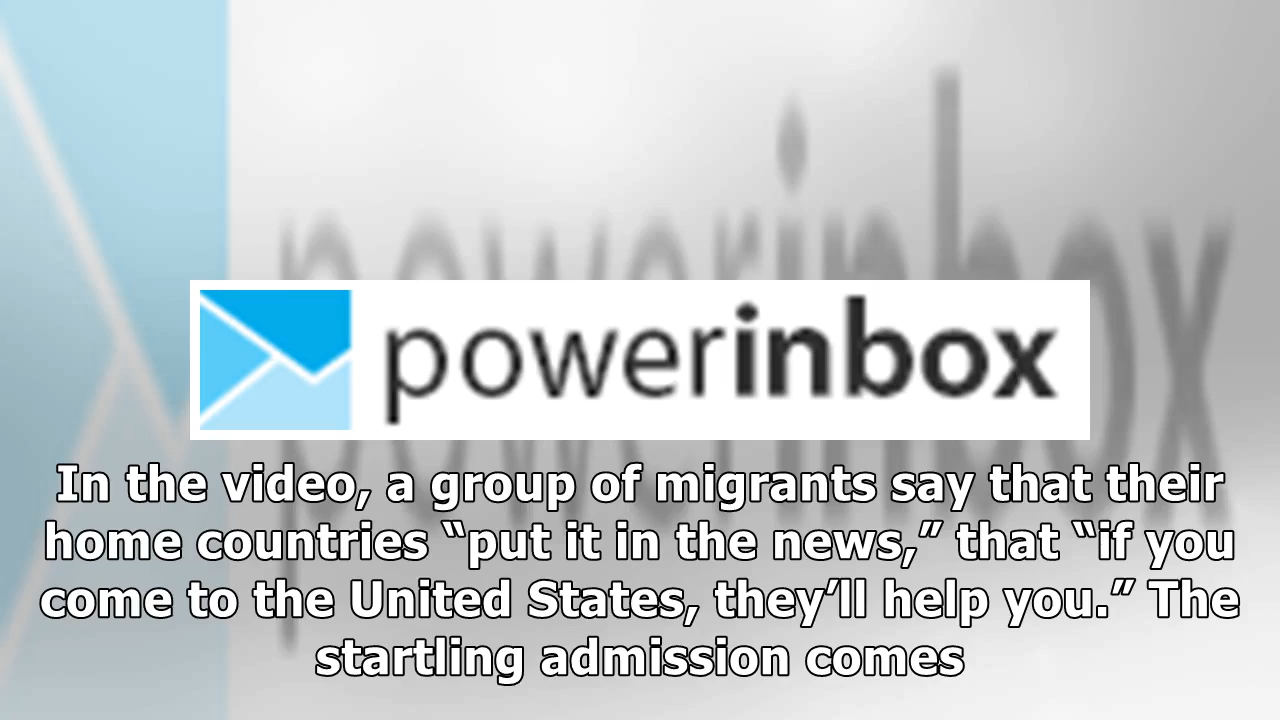 powerinbox
powerinbox
In the video, a group of migrants say that their
home countries “put it in the news,” that “if you
come to the United States, they’ll help you.” The
startling admission comes